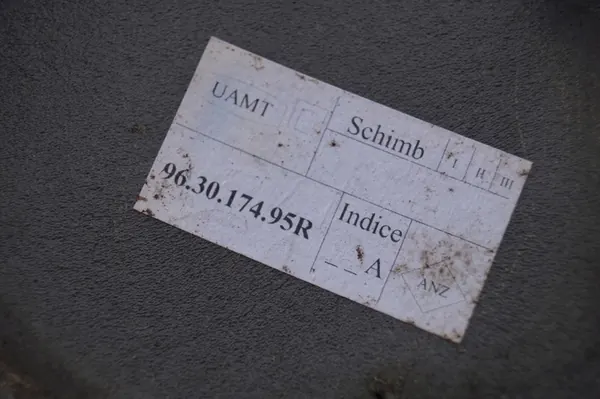 UAMT
Schimb I II III
96.30.174.95R
Indice
_ _ A
ANZ